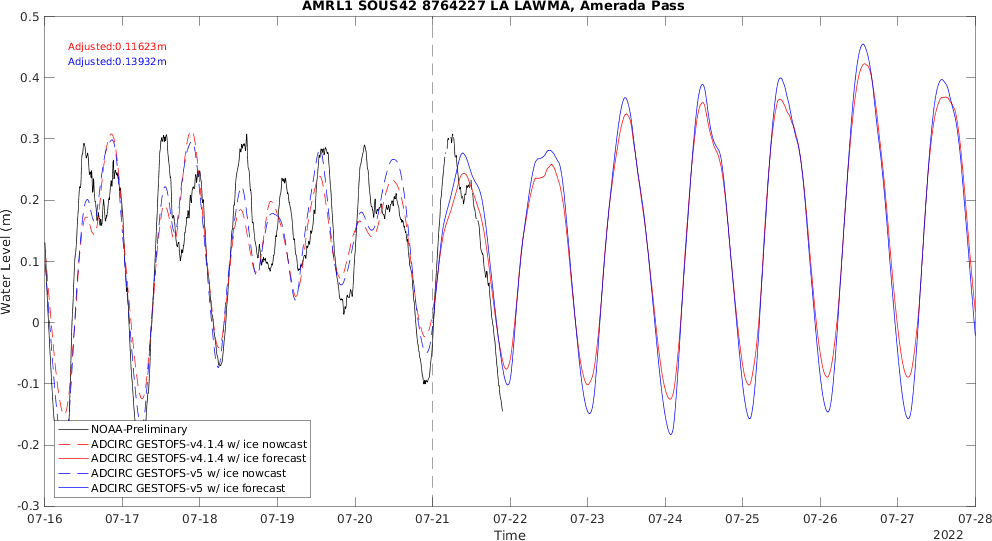 AMRL1 SOUS42 8764227 LA LAWMA, Amerada Pass
0.5
0.4
0.3
0.2
0.1
0
-0.1
-0.2
-0.3
Water Level (m)
Adjusted:0.11623m
Adjusted:0.13932m
NOAA-Preliminary
ADCIRC GESTOFS-v4.1.4 w/ ice nowcast
ADCIRC GESTOFS-v4.1.4 w/ ice forecast
ADCIRC GESTOFS-v5 w/ ice nowcast
ADCIRC GESTOFS-v5 w/ ice forecast
07-16 07-17 07-18 07-19 07-20 07-21 07-22 07-23 07-24 07-25 07-26 07-27 07-28
Time
2022